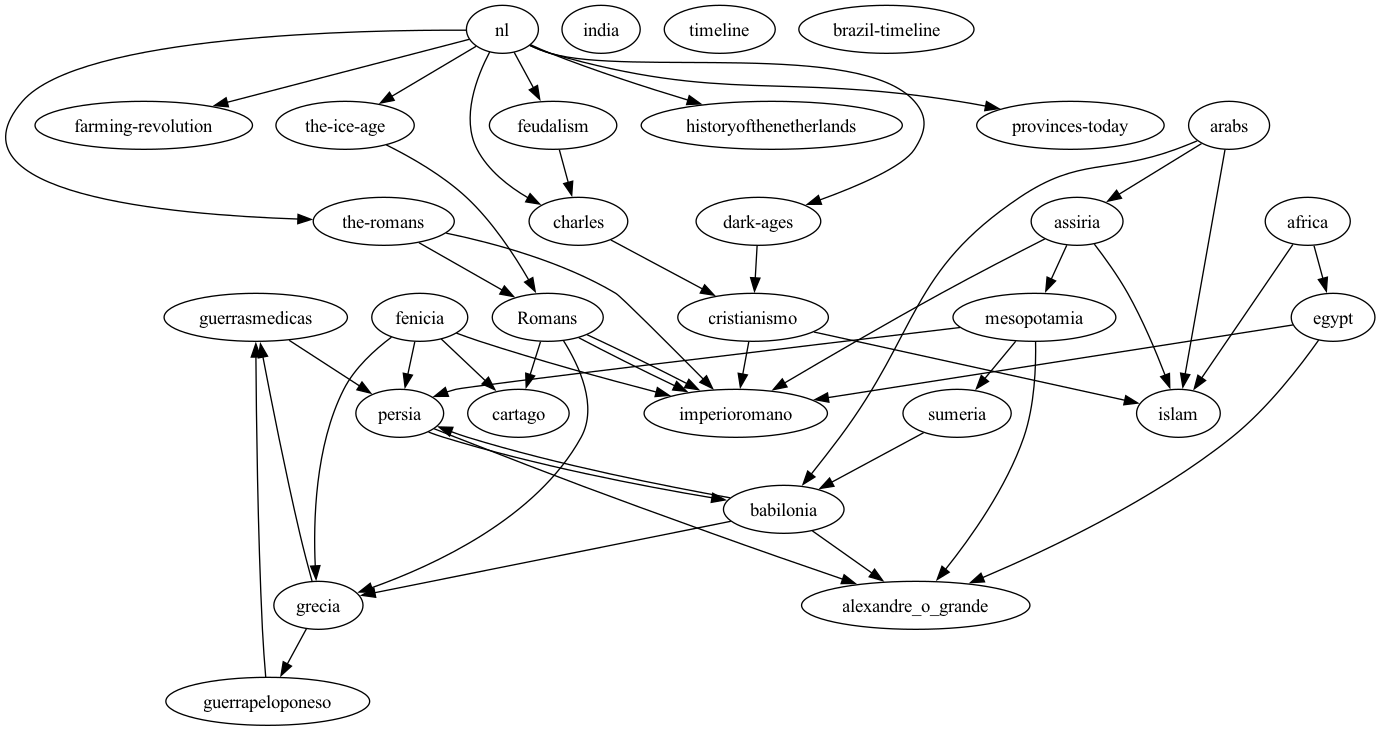 nl
india
timeline
brazil-timeline
farming-revolution
the-ice-age
feudalism
historyofthenetherlands
provinces-today
arabs
the-romans
charles
dark-ages
assiria
africa
guerrasmedicas
fenicia
Romans
cristianismo
mesopotamia
egypt
persia
cartago
imperioromano
sumeria
islam
babilonia
grecia
alexandre_o_grande
guerrapeloponeso